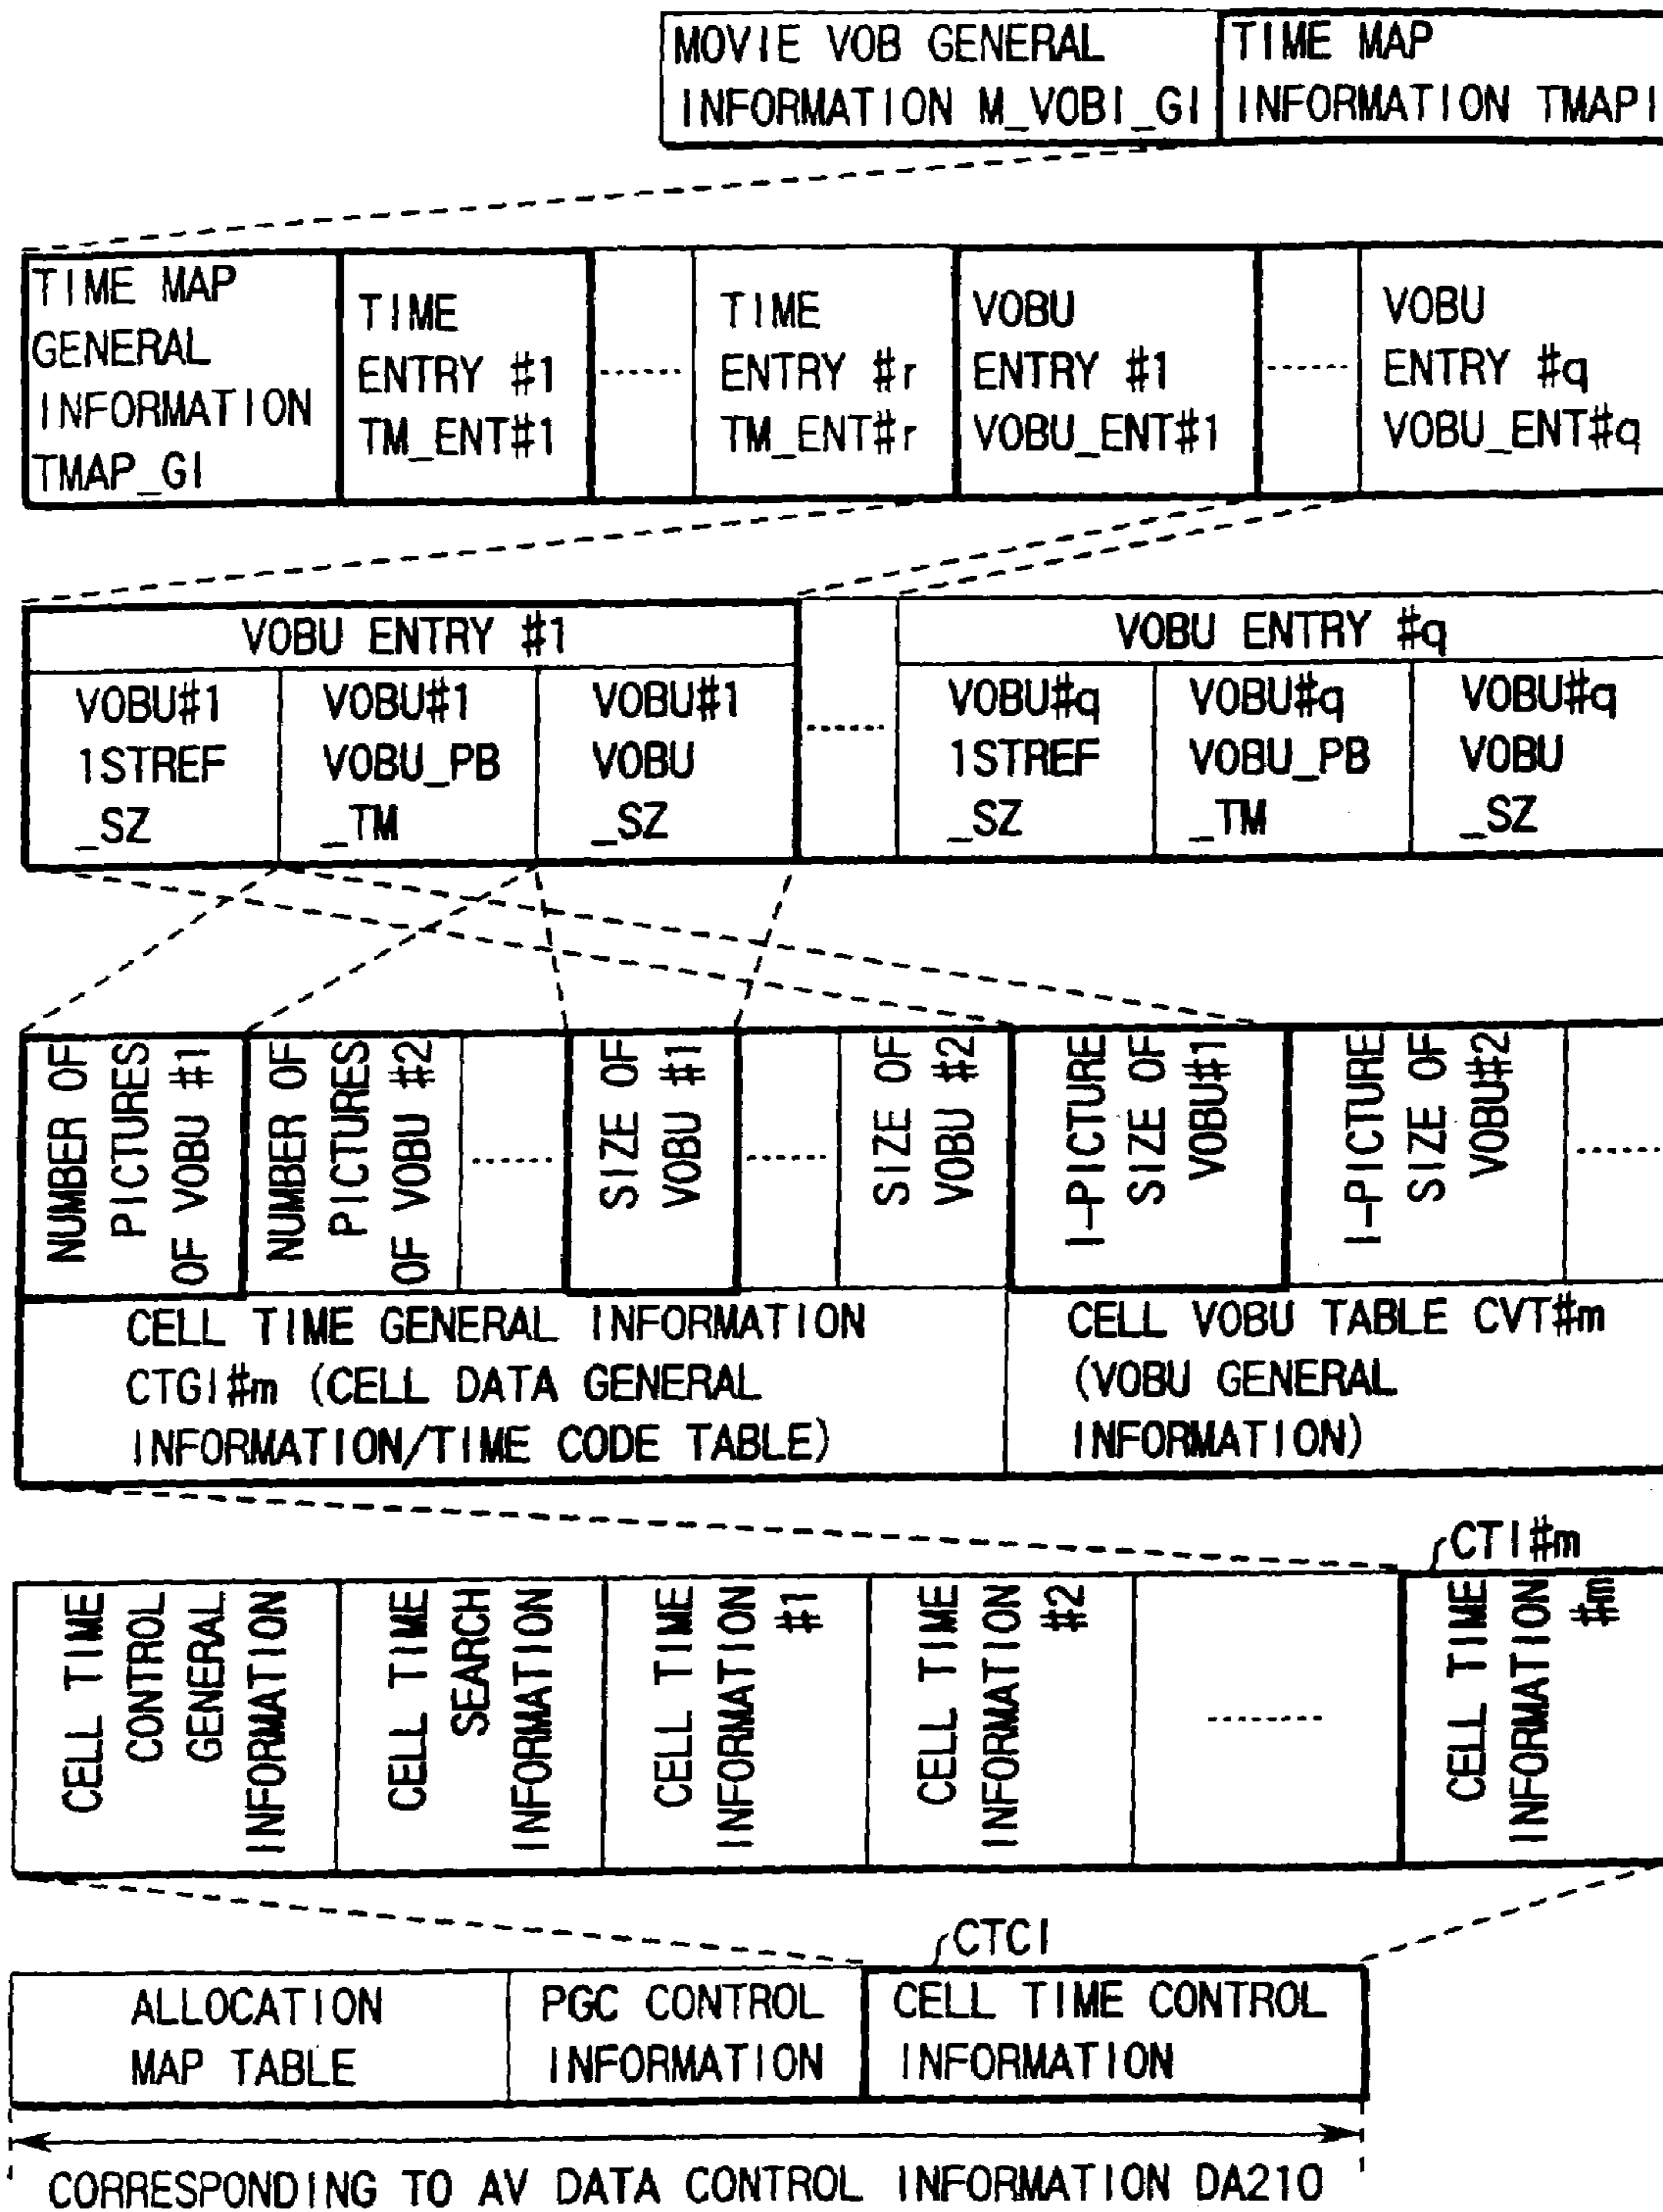 MOVIE VOB GENERAL
INFORMATION M_VOBI_GI
TIME MAP
INFORMATION TMAPI
TIME MAP
GENERAL
INFORMATION
TMAP_GI
TIME
ENTRY #1
TM_ENT#1
TIME
ENTRY #r
TM_ENT#r
VOBU
ENTRY #1
VOBU_ENT#1
VOBU
ENTRY #q
VOBU_ENT#q
VOBU ENTRY #1
VOBU#1
1STREF
_SZ
VOBU#1
VOBU_PB
_TM
VOBU#1
VOBU
_SZ
VOBU ENTRY #q
VOBU#q
1STREF
_SZ
VOBU#q
VOBU_PB
_TM
VOBU#q
VOBU
_SZ
NUMBER OF
PICTURES
OF VOBU #1
NUMBER OF
PICTURES
OF VOBU #2
SIZE OF
VOBU #1
SIZE OF
VOBU #2
I-PICTURE
SIZE OF
VOBU#1
I-PICTURE
SIZE OF
VOBU#2
CELL TIME GENERAL INFORMATION
CTGI#m (CELL DATA GENERAL
INFORMATION/TIME CODE TABLE)
CELL VOBU TABLE CVT#m
(VOBU GENERAL
INFORMATION)
CTI#m
CELL TIME
CONTROL
GENERAL
INFORMATION
CELL TIME
SEARCH
INFORMATION
CELL TIME
INFORMATION
#1
CELL TIME
INFORMATION
#2
CELL TIME
INFORMATION
#m
CTCI
ALLOCATION
MAP TABLE
PGC CONTROL
INFORMATION
CELL TIME CONTROL
INFORMATION
CORRESPONDING TO AV DATA CONTROL INFORMATION DA210